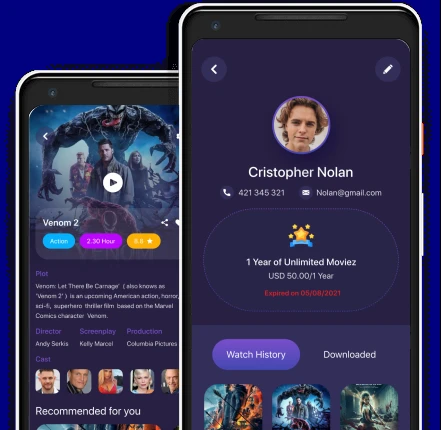 Venom 2
Action
2.30 Hour
Plot
Venom: Let There Be Carnage' ( also known as
"Venom 2' ) is an upcoming American action, horror,
sci-fi, superhero thriller film based on the Marvel
Comics character Venom.
Director Screenplay Production
Andy Serkis Kelly Marcel Columbia Pictures
Cast
Recommended for you
Cristopher Nolan
421 345 321 Nolan@gmail.com
1 Year of Unlimited Moviez
USD 50.00/1 Year
Expired on 05/08/2021
Watch History Downloaded